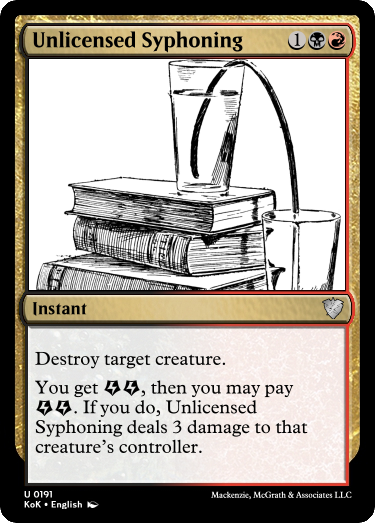 Unlicensed Syphoning 1
Instant
Destroy target creature.
You get , then you may pay
. If you do, Unlicensed
Syphoning deals 3 damage to that
creature's controller.
U 0191
KoK • English
Mackenzie, McGrath & Associates LLC